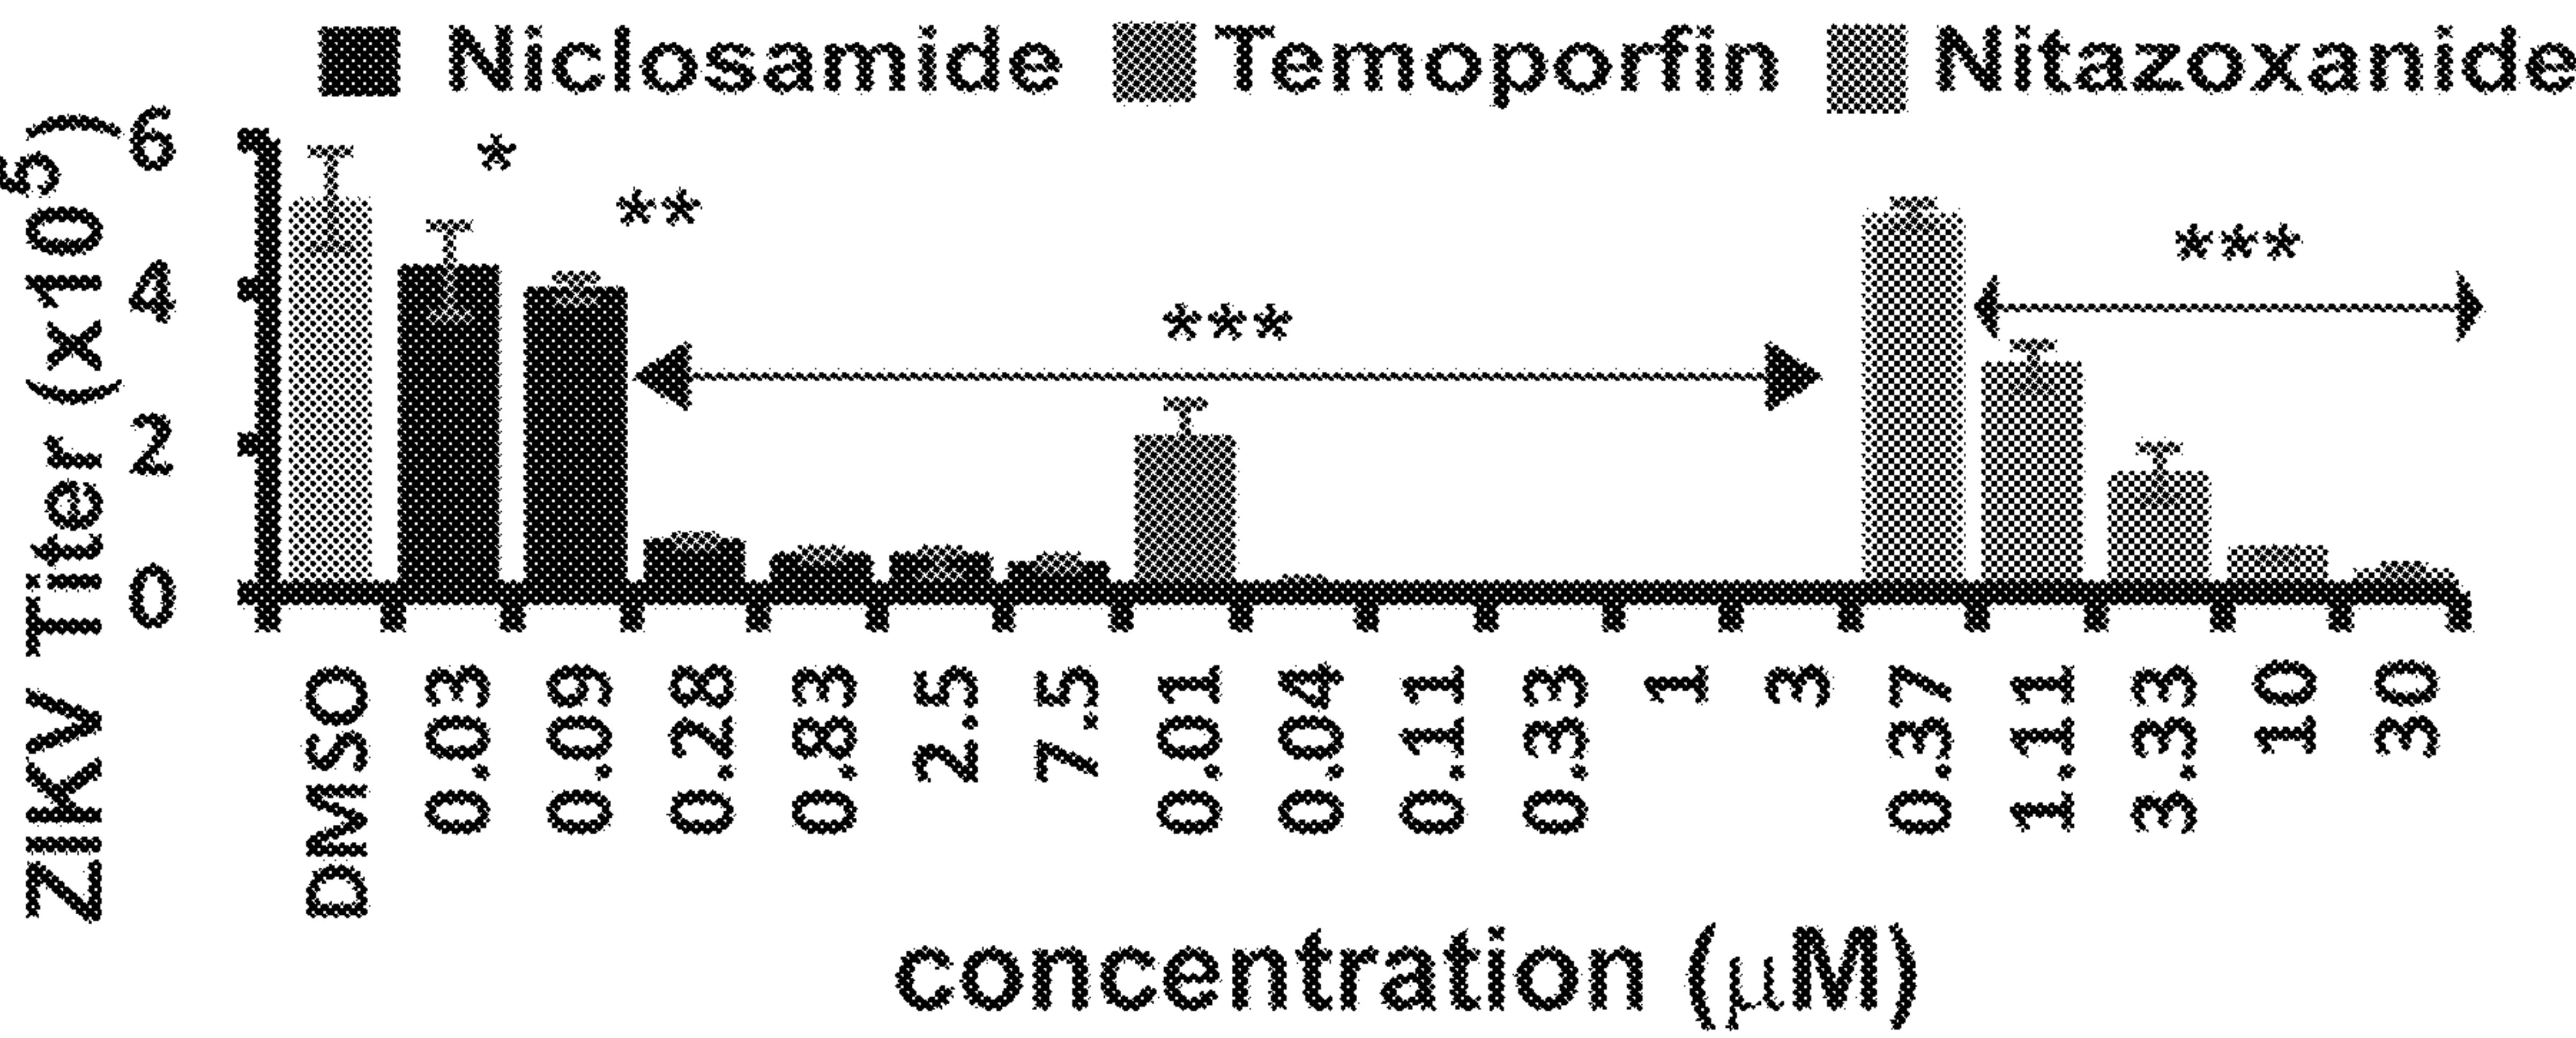 Niclosamide Temoporfin Nitazoxanide
ZIKV Titer (x10⁵)
6
4
2
0
*
**
***
***
DMSO 0.03 0.09 0.28 0.83 2.5 7.5 0.01 0.04 0.11 0.33 1 3 0.37 1.11 3.33 10 30
concentration (μM)